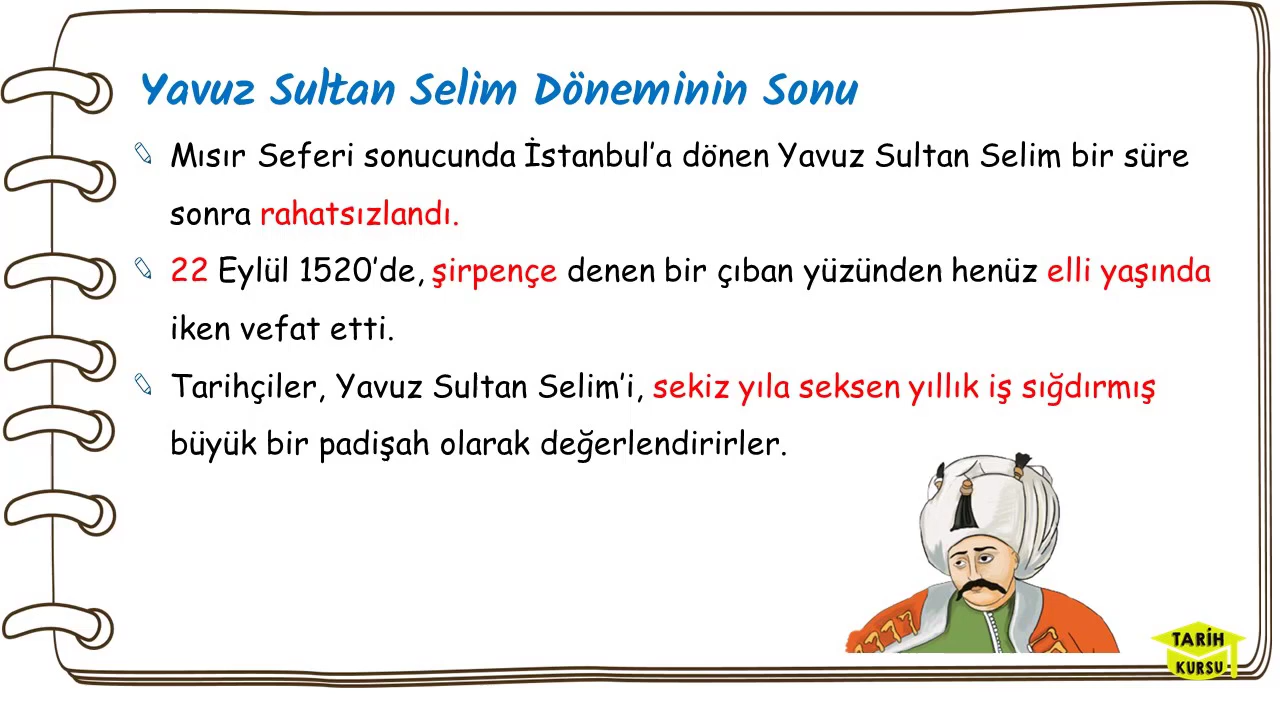 Yavuz Sultan Selim Döneminin Sonu
Mısır Seferi sonucunda İstanbul'a dönen Yavuz Sultan Selim bir süre
sonra rahatsızlandı.
22 Eylül 1520'de, şirpençe denen bir çıban yüzünden henüz elli yaşında
iken vefat etti.
Tarihçiler, Yavuz Sultan Selim'i, sekiz yıla seksen yıllık iş sığdırmış
büyük bir padişah olarak değerlendirirler.
TARİH
KURSU